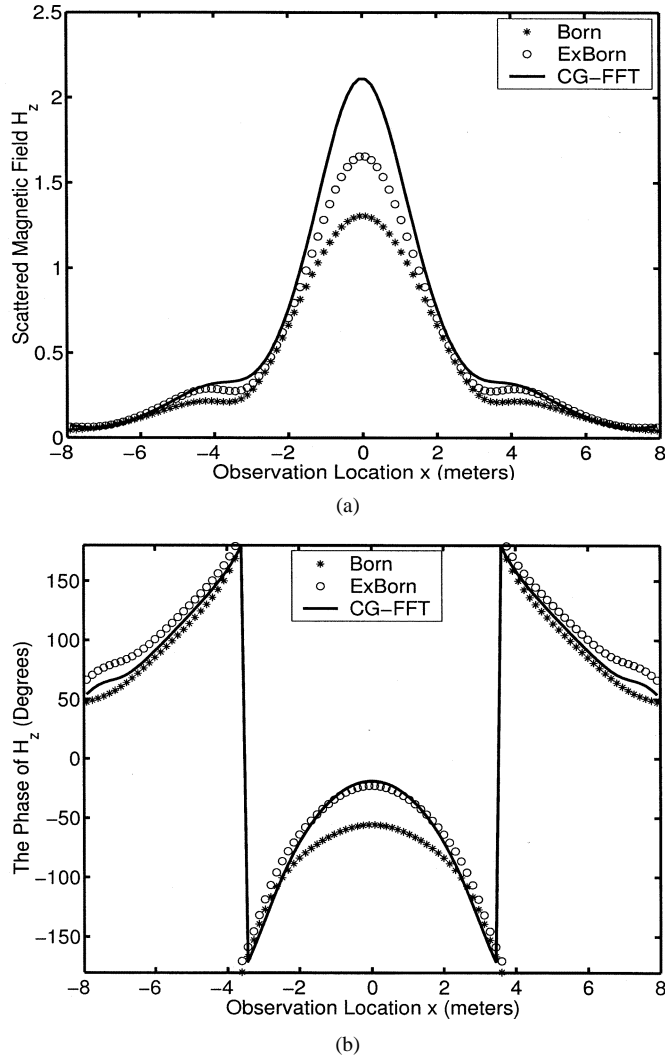 2.5
2
1.5
1
0.5
0
Scattered Magnetic Field H_z
Born
ExBorn
CG−FFT
−8 −6 −4 −2 0 2 4 6 8
Observation Location x (meters)
(a)
150
100
50
0
−50
−100
−150
The Phase of H_z (Degrees)
Born
ExBorn
CG−FFT
−8 −6 −4 −2 0 2 4 6 8
Observation Location x (meters)
(b)